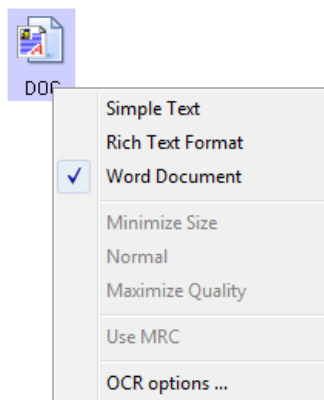 DOC
Simple Text
Rich Text Format
Word Document
Minimize Size
Normal
Maximize Quality
Use MRC
OCR options ...